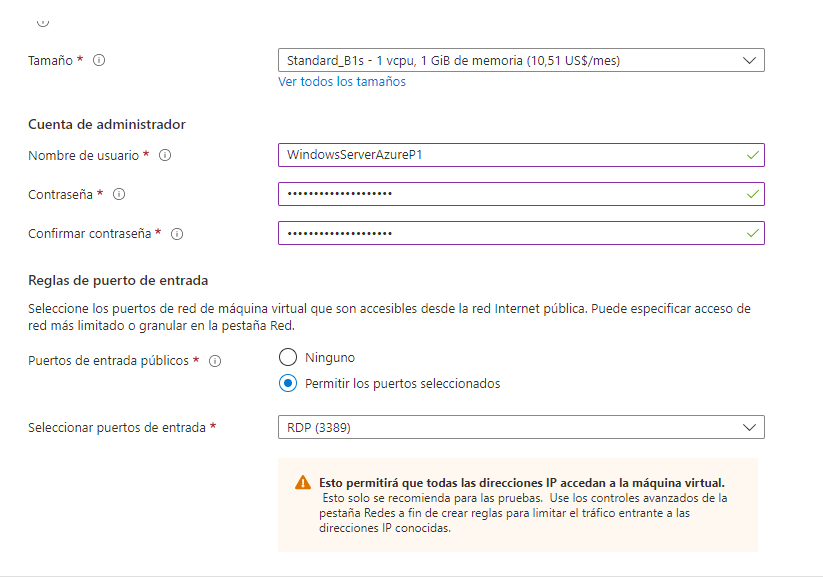 Tamaño *
Standard_B1s - 1 vcpu, 1 GiB de memoria (10,51 US$/mes)
Ver todos los tamaños
Cuenta de administrador
Nombre de usuario *
WindowsServerAzureP1
Contraseña *
••••••••••••••••••••
Confirmar contraseña *
••••••••••••••••••••
Reglas de puerto de entrada
Seleccione los puertos de red de máquina virtual que son accesibles desde la red Internet pública. Puede especificar acceso de
red más limitado o granular en la pestaña Red.
Puertos de entrada públicos *
Ninguno
Permitir los puertos seleccionados
Seleccionar puertos de entrada *
RDP (3389)
Esto permitirá que todas las direcciones IP accedan a la máquina virtual.
Esto solo se recomienda para las pruebas. Use los controles avanzados de la
pestaña Redes a fin de crear reglas para limitar el tráfico entrante a las
direcciones IP conocidas.